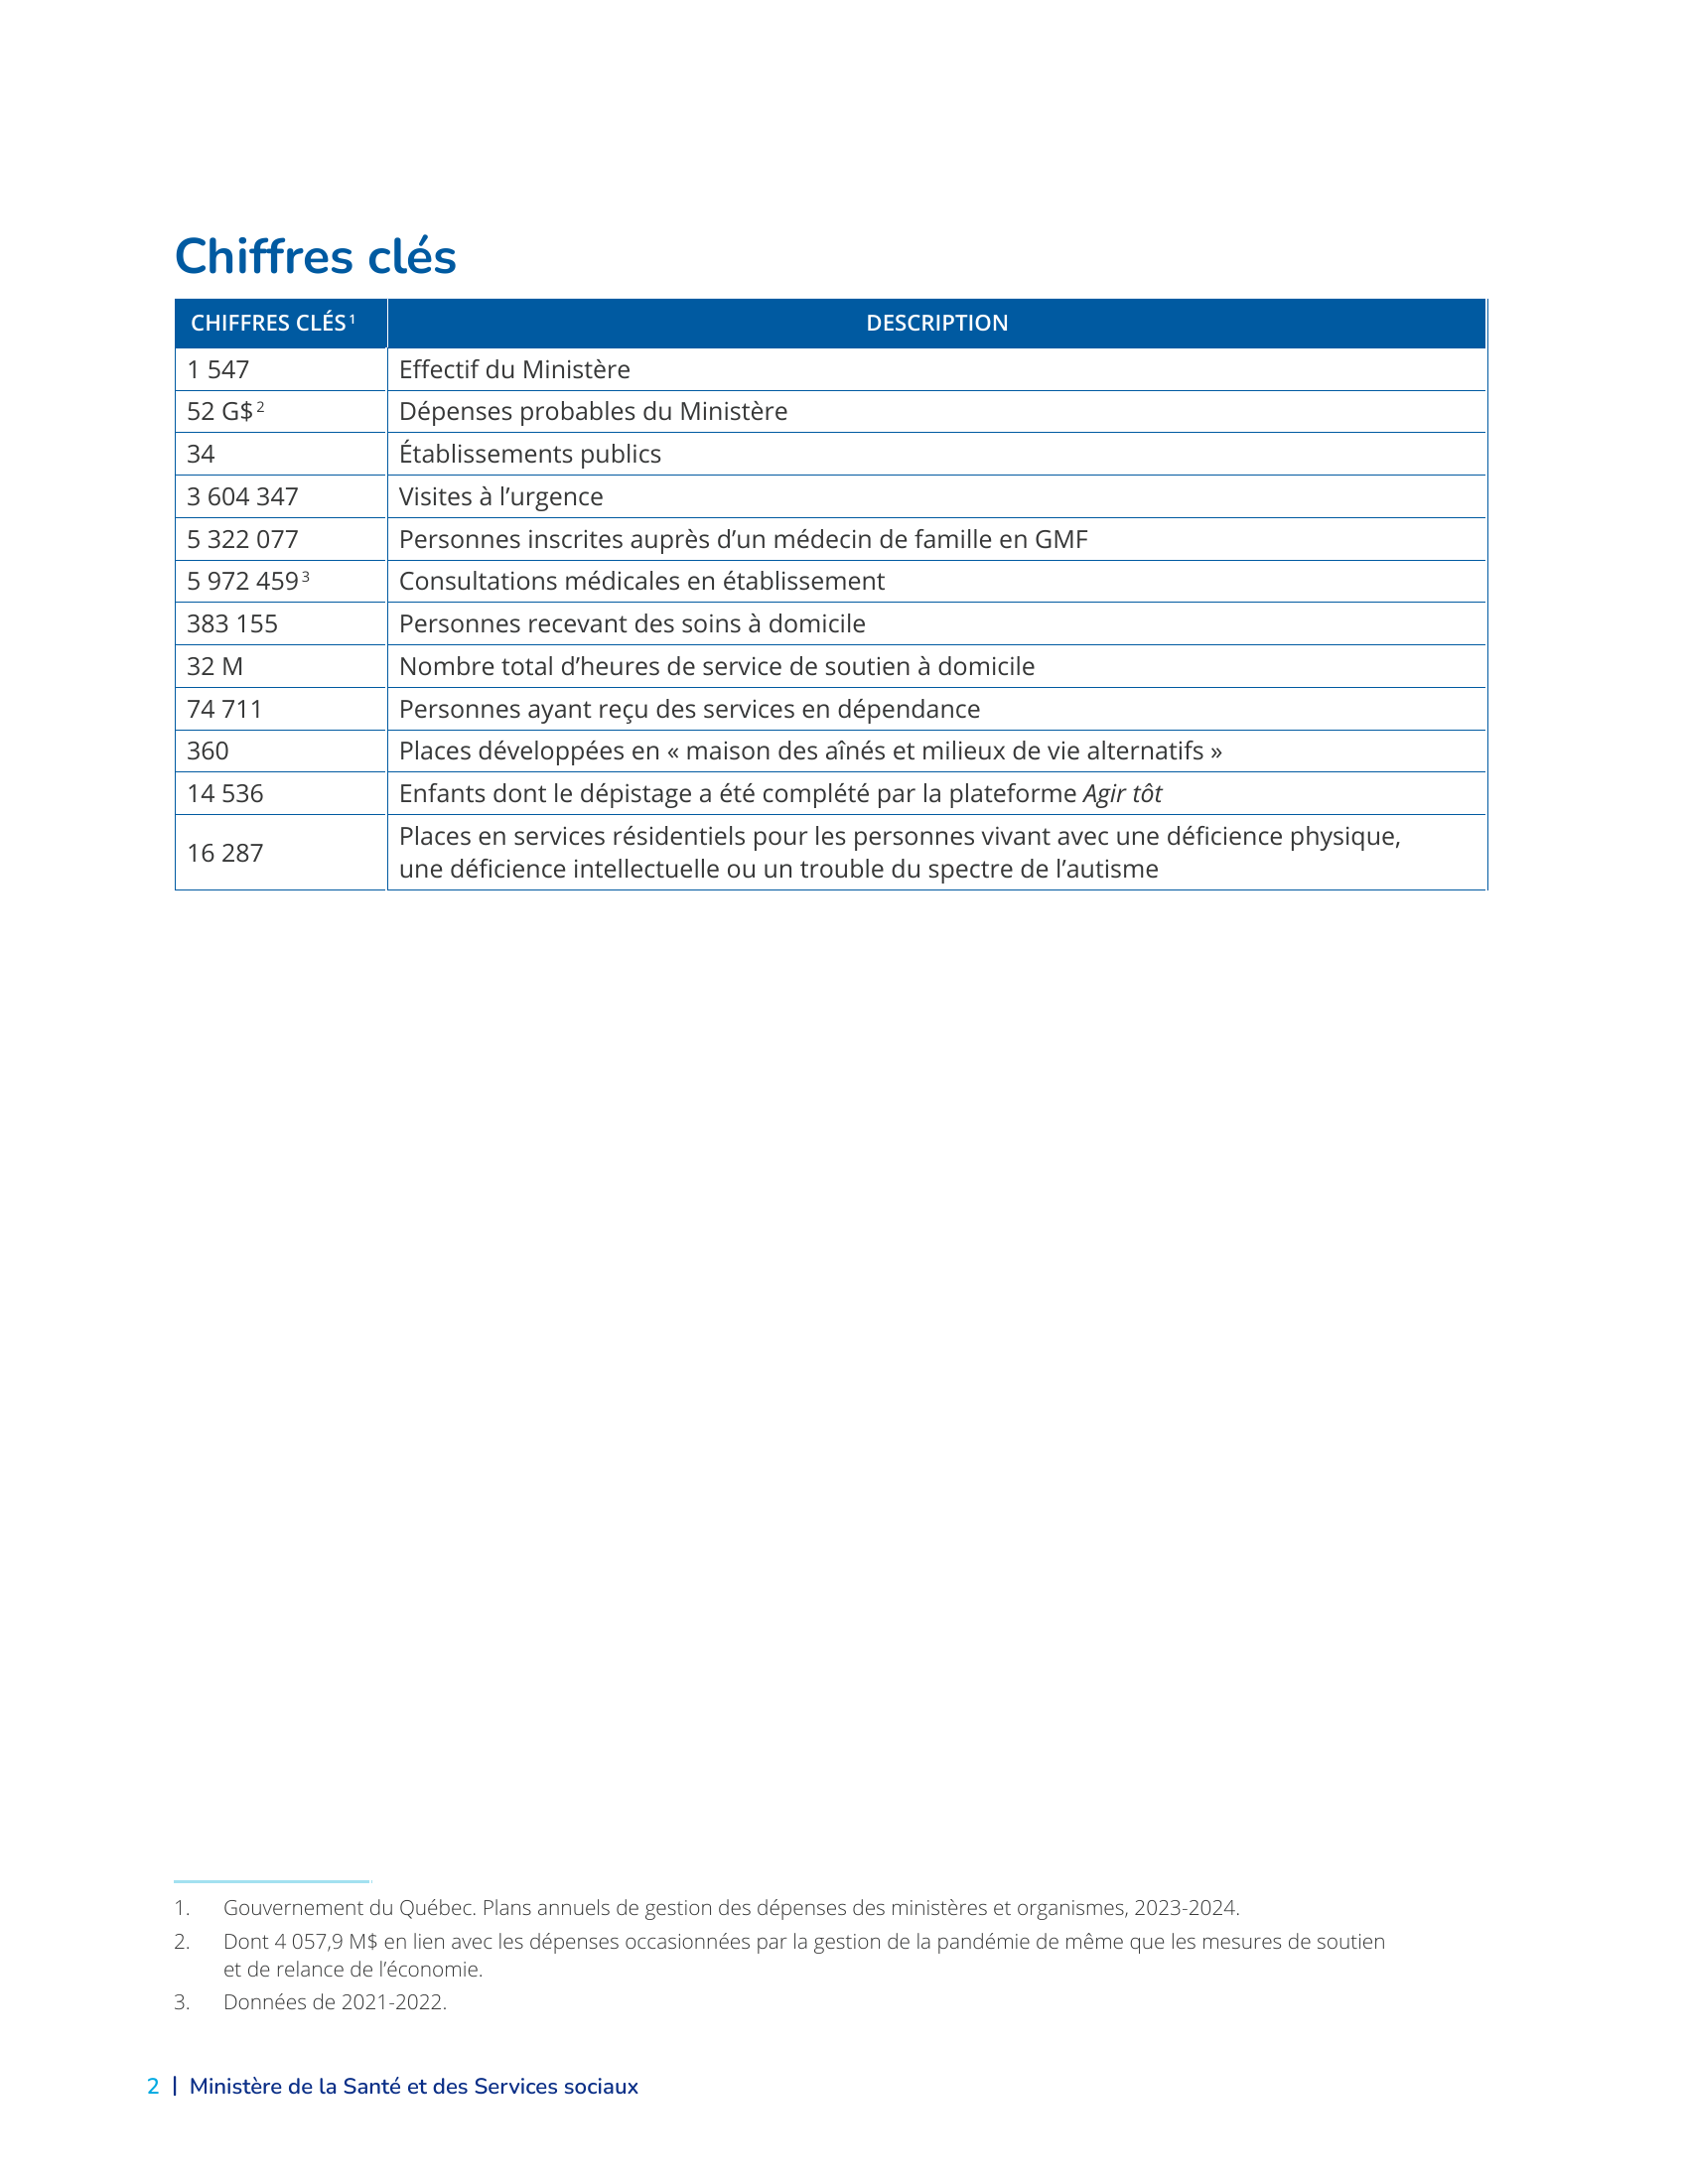 Chiffres clés
CHIFFRES CLÉS¹ DESCRIPTION
1 547 Effectif du Ministère
52 G$² Dépenses probables du Ministère
34 Établissements publics
3 604 347 Visites à l’urgence
5 322 077 Personnes inscrites auprès d’un médecin de famille en GMF
5 972 459³ Consultations médicales en établissement
383 155 Personnes recevant des soins à domicile
32 M Nombre total d’heures de service de soutien à domicile
74 711 Personnes ayant reçu des services en dépendance
360 Places développées en « maison des aînés et milieux de vie alternatifs »
14 536 Enfants dont le dépistage a été complété par la plateforme Agir tôt
16 287 Places en services résidentiels pour les personnes vivant avec une déficience physique,
une déficience intellectuelle ou un trouble du spectre de l’autisme
1. Gouvernement du Québec. Plans annuels de gestion des dépenses des ministères et organismes, 2023-2024.
2. Dont 4 057,9 M$ en lien avec les dépenses occasionnées par la gestion de la pandémie de même que les mesures de soutien
et de relance de l’économie.
3. Données de 2021-2022.
2 | Ministère de la Santé et des Services sociaux